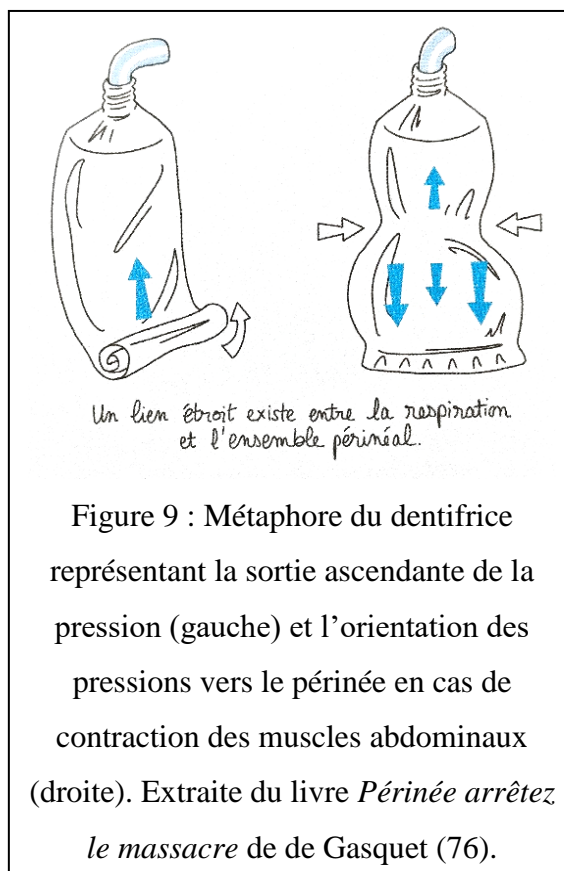 Un lien étroit existe entre la respiration
et l'ensemble périnéal.
Figure 9 : Métaphore du dentifrice
représentant la sortie ascendante de la
pression (gauche) et l’orientation des
pressions vers le périnée en cas de
contraction des muscles abdominaux
(droite). Extraite du livre Périnée arrêtez
le massacre de de Gasquet (76).